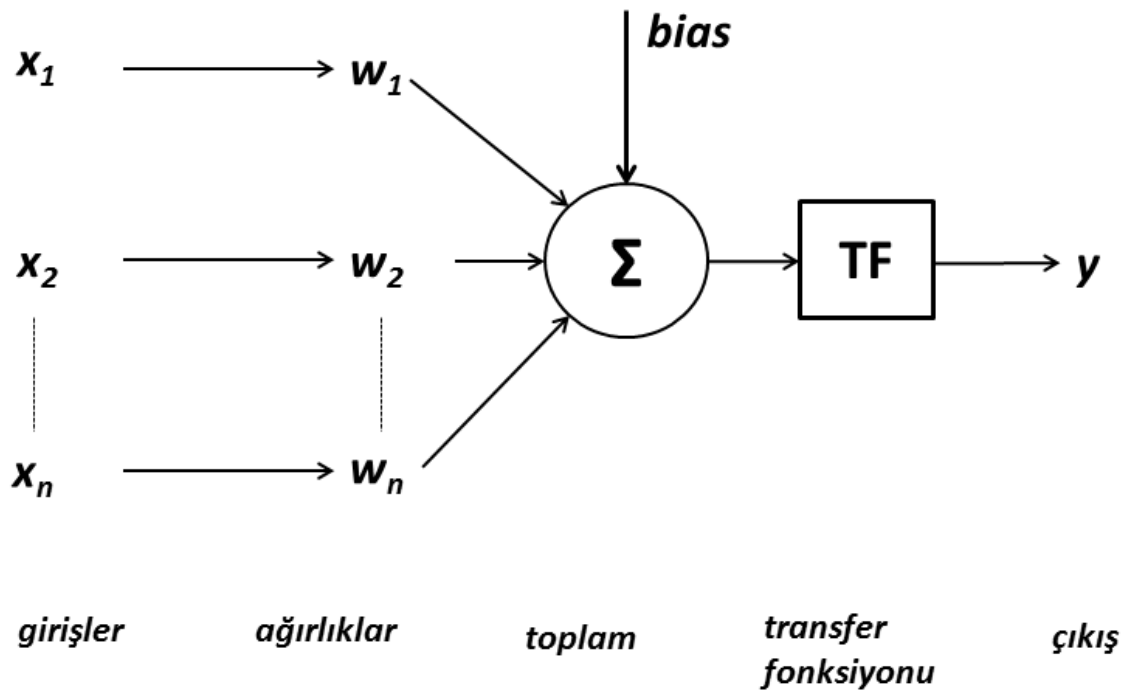 bias
x₁ w₁
x₂ w₂ Σ TF y
xₙ wₙ
girişler ağırlıklar toplam transfer fonksiyonu çıkış